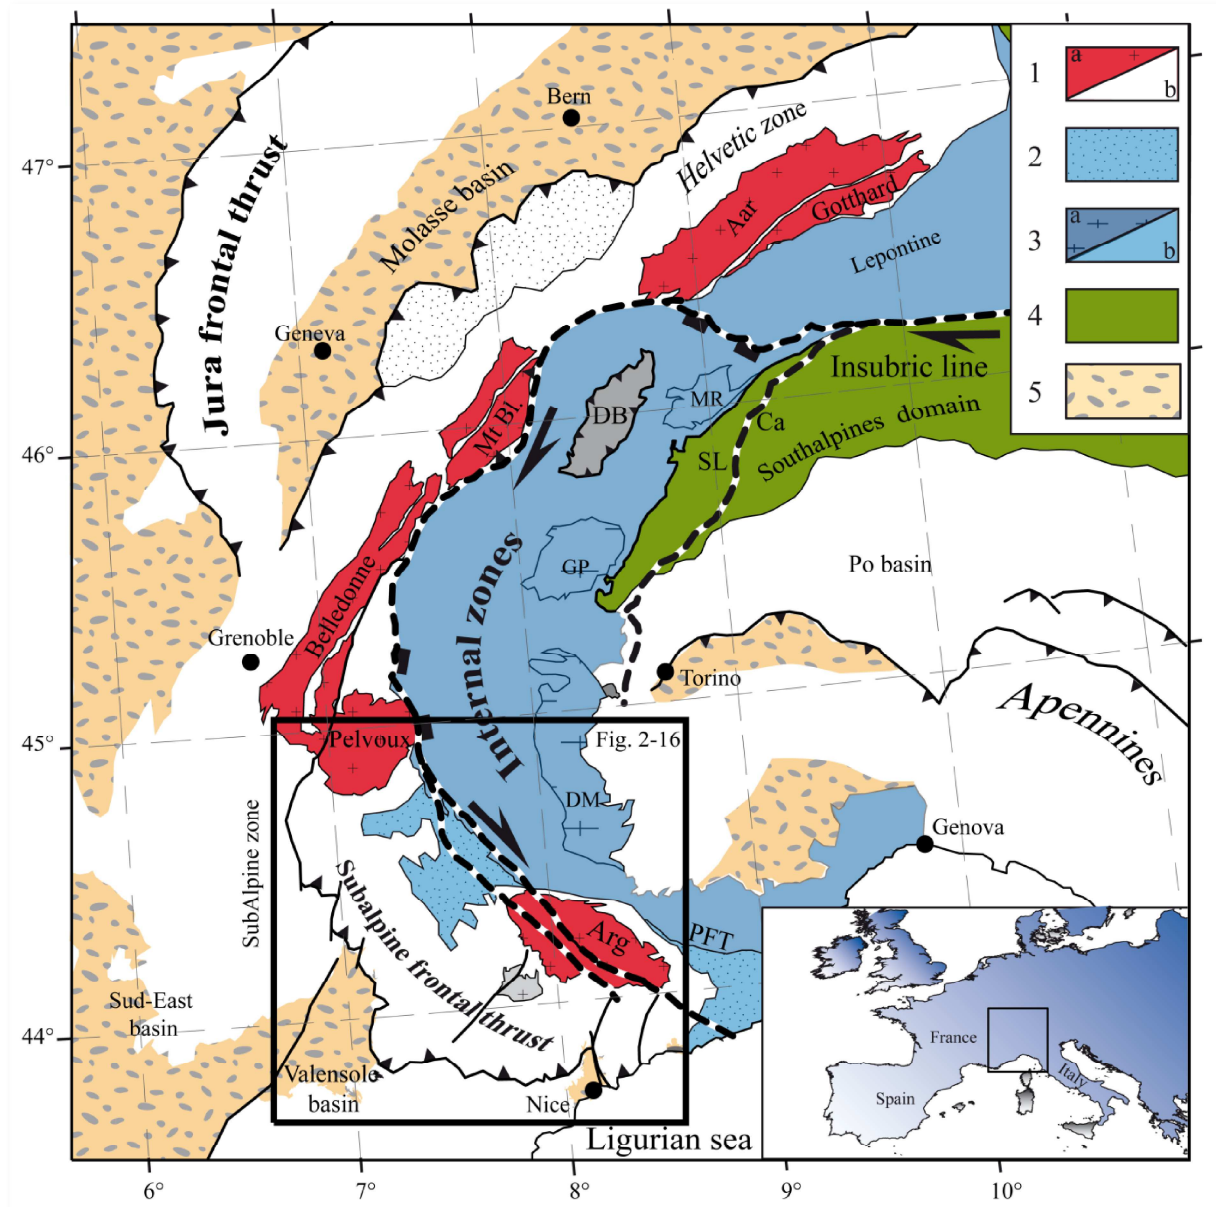 47°
46°
45°
44°
6°
7°
8°
9°
10°
Jura frontal thrust
Molasse basin
Bern
Geneva
Helvetic zone
Aar
Gotthard
Lepontine
Insubric line
Southalpines domain
MR
DB
Ca
SL
Mt Bl.
GP
Internal zones
Belledonne
Grenoble
Pelvoux
Po basin
Torino
Apennines
Fig. 2-16
DM
Genova
SubAlpine zone
Subalpine frontal thrust
Arg
PFT
Sud-East
basin
Valensole
basin
Nice
Ligurian sea
1
a
b
2
3
a
b
4
5
France
Spain
Italy